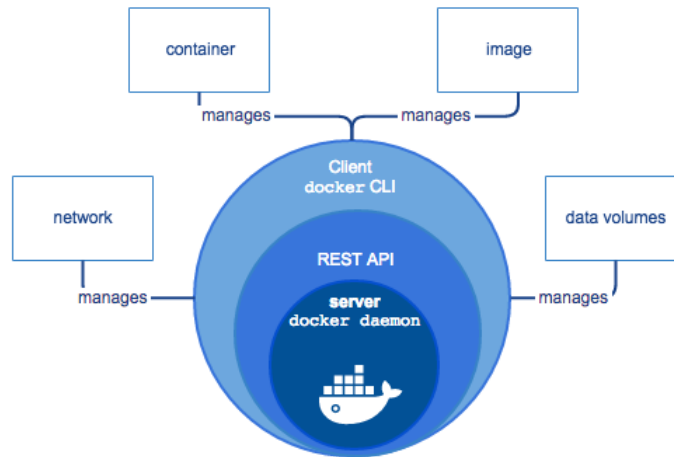 container
image
manages
manages
Client
docker CLI
network
data volumes
REST API
manages
server
manages
docker daemon